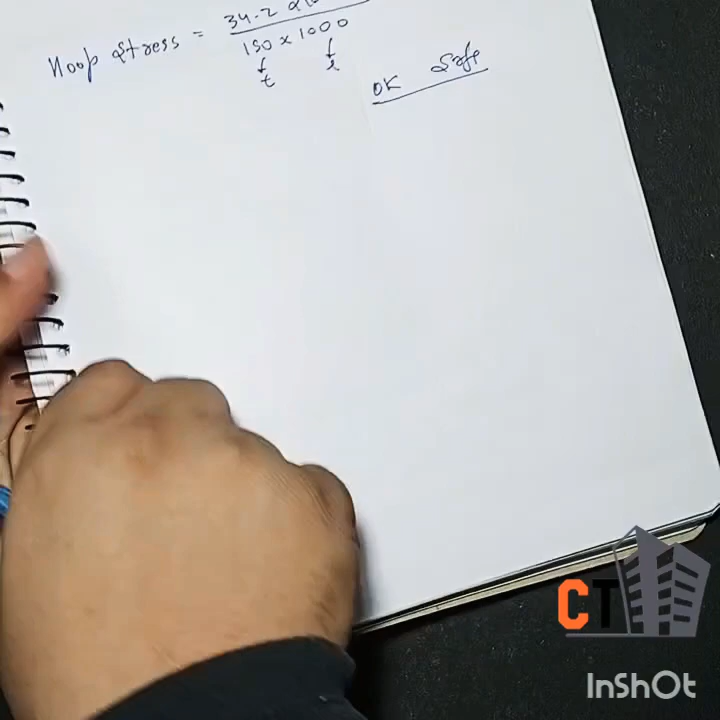 Hoop Stress = 34.2
150 x 1000
t l
OK Safe
CT
InShOt